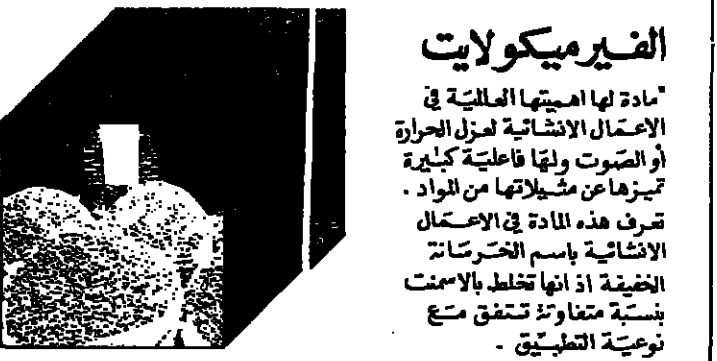 الفيرميكولايت
"مادة لها اهميتها العالمية في
الاعمال الانشائية لعزل الحرارة
أو الصوت ولها فاعلية كبيرة
تميزها عن مثيلاتها من المواد .
تعرف هذه المادة في الاعمال
الانشائية باسم الخرسانة
الخفيفة اذ انها تخلط بالاسمنت
بنسبة متفاوتة تتفق مع
نوعية التطبيق .